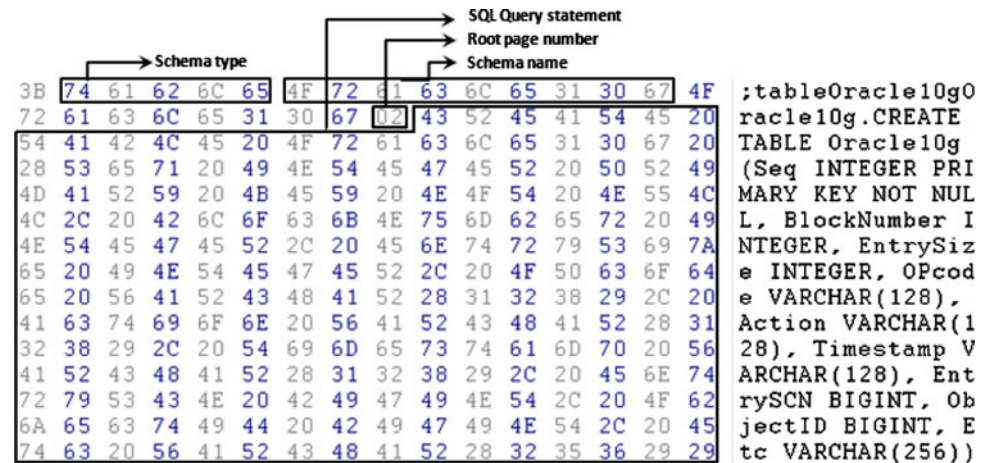 SQL Query statement
Root page number
Schema type
Schema name
3B 74 61 62 6C 65 4F 72 61 63 6C 65 31 30 67 4F ;tableOracle10gO
72 61 63 6C 65 31 30 67 02 43 52 45 41 54 45 20 racle10g.CREATE
54 41 42 4C 45 20 4F 72 61 63 6C 65 31 30 67 20 TABLE Oracle10g
28 53 65 71 20 49 4E 54 45 47 45 52 20 50 52 49 (Seq INTEGER PRI
4D 41 52 59 20 4B 45 59 20 4E 4F 54 20 4E 55 4C MARY KEY NOT NUL
4C 2C 20 42 6C 6F 63 6B 4E 75 6D 62 65 72 20 49 L, BlockNumber I
4E 54 45 47 45 52 2C 20 45 6E 74 72 79 53 69 7A NTEGER, EntrySiz
65 20 49 4E 54 45 47 45 52 2C 20 4F 50 63 6F 64 e INTEGER, OPcod
65 20 56 41 52 43 48 41 52 28 31 32 38 29 2C 20 e VARCHAR(128),
41 63 74 69 6F 6E 20 56 41 52 43 48 41 52 28 31 Action VARCHAR(1
32 38 29 2C 20 54 69 6D 65 73 74 61 6D 70 20 56 28), Timestamp V
41 52 43 48 41 52 28 31 32 38 29 2C 20 45 6E 74 ARCHAR(128), Ent
72 79 53 43 4E 20 42 49 47 49 4E 54 2C 20 4F 62 rySCN BIGINT, Ob
6A 65 63 74 49 44 20 42 49 47 49 4E 54 2C 20 45 jectID BIGINT, E
74 63 20 56 41 52 43 48 41 52 28 32 35 36 29 29 tc VARCHAR(256))